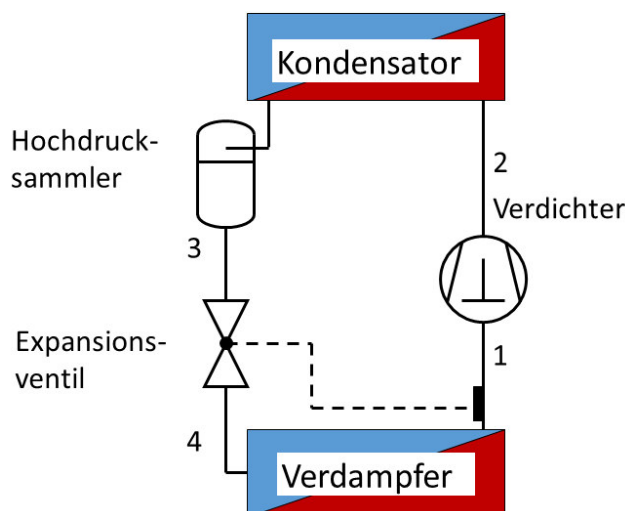 Kondensator
Hochdruck-
sammler
2
Verdichter
3
Expansions-
ventil
1
4
Verdampfer